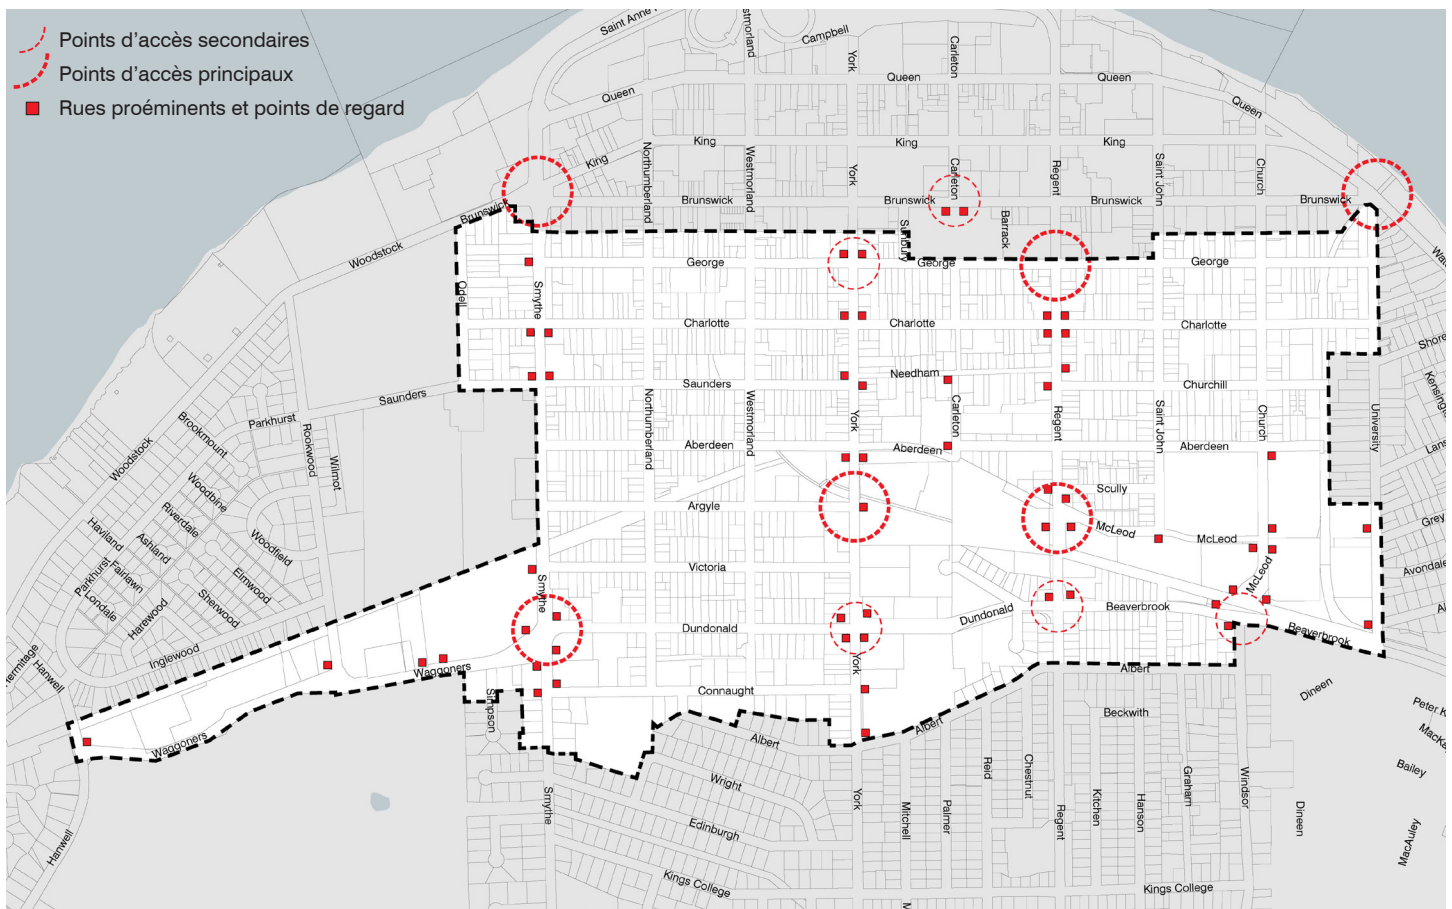 Points d’accès secondaires
Points d’accès principaux
Rues proéminents et points de regard
Westmorland
Campbell
York
Carleton
Queen
Queen
Queen
Queen
King
King
King
Northumberland
Westmorland
York
Carleton
Regent
Saint John
Church
Brunswick
Brunswick
Brunswick
Brunswick
Sunbury
Barrack
Woodstock
George
George
George
Odell
Smythe
Charlotte
Charlotte
Charlotte
Needham
Saunders
Saunders
Churchill
Parkhurst
Brookmount
Rookwood
Wilmot
Woodstock
Northumberland
Westmorland
York
Carleton
Regent
Saint John
Church
University
Aberdeen
Aberdeen
Aberdeen
Woodbine
Riverdale
Ashland
Haviland
Woodfield
Parkhurst
Fairlawn
Londale
Harewood
Sherwood
Elmwood
Argyle
Scully
McLeod
McLeod
McLeod
Grey
Avondale
Victoria
Smythe
Dundonald
Dundonald
Beaverbrook
Beaverbrook
Inglewood
Hermitage
Hanwell
Waggoners
Waggoners
York
Connaught
Albert
Albert
Albert
Simpson
Dineen
Beckwith
Bailey
Wright
Edinburgh
Smythe
York
Mitchell
Palmer
Reid
Chestnut
Regent
Kitchen
Hanson
Graham
Windsor
Dineen
MacAuley
Hanwell
Kings College
Kings College